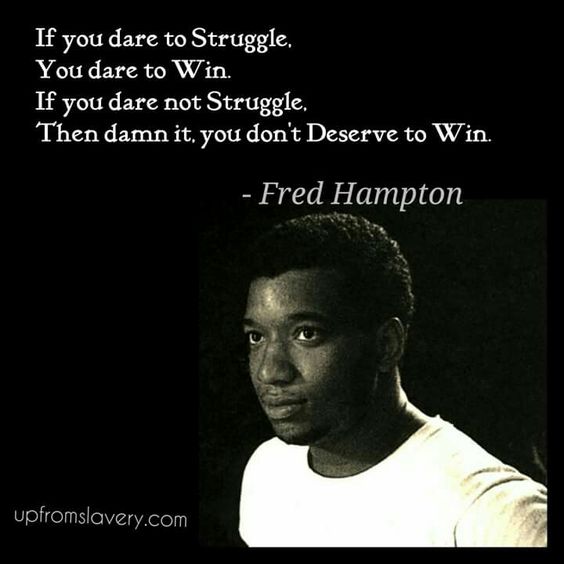 If you dare to Struggle,
You dare to Win.
If you dare not Struggle,
Then damn it, you don't Deserve to Win.
- Fred Hampton
upfromslavery.com